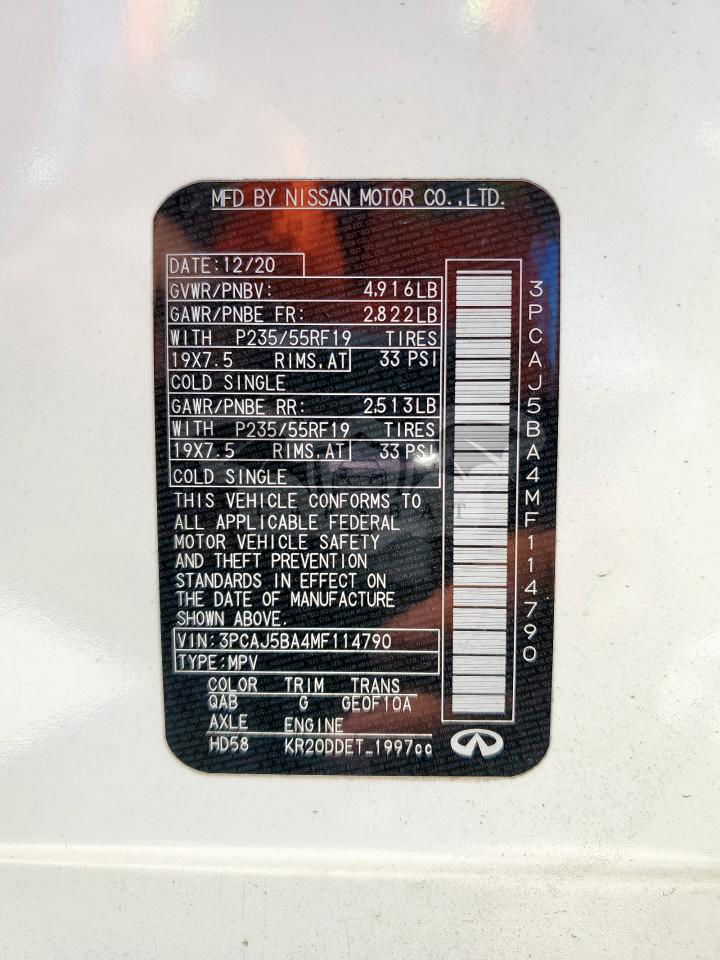 MFD BY NISSAN MOTOR CO.,LTD.
DATE:12/20
GVWR/PNBV: 4,916LB
GAWR/PNBE FR: 2,822LB
WITH P235/55RF19 TIRES
19X7.5 RIMS,AT 33 PSI
COLD SINGLE
GAWR/PNBE RR: 2,513LB
WITH P235/55RF19 TIRES
19X7.5 RIMS,AT 33 PSI
COLD SINGLE
THIS VEHICLE CONFORMS TO
ALL APPLICABLE FEDERAL
MOTOR VEHICLE SAFETY
AND THEFT PREVENTION
STANDARDS IN EFFECT ON
THE DATE OF MANUFACTURE
SHOWN ABOVE.
VIN:3PCAJ5BA4MF114790
TYPE:MPV
COLOR TRIM TRANS
QAB G GE0F10A
AXLE ENGINE
HD58 KR20DDET_1997cc
3PCAJ5BA4MF114790